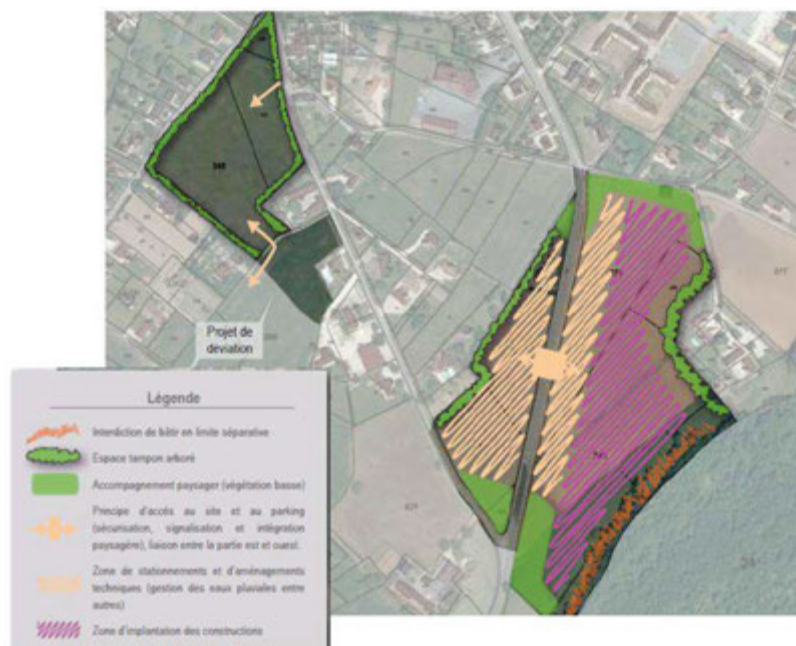 Projet de
deviation
Légende
Interdiction de bâtir en limite séparative
Espace tampon arboré
Accompagnement paysager (végétation basse)
Principe d'accès au site et au parking
(sécurisation, signalisation et
intégration
paysagère), liaison entre la partie est et ouest.
Zone de stationnements et d'aménagements
techniques (gestion des eaux pluviales entre
autres)
Zone d'implantation des constructions